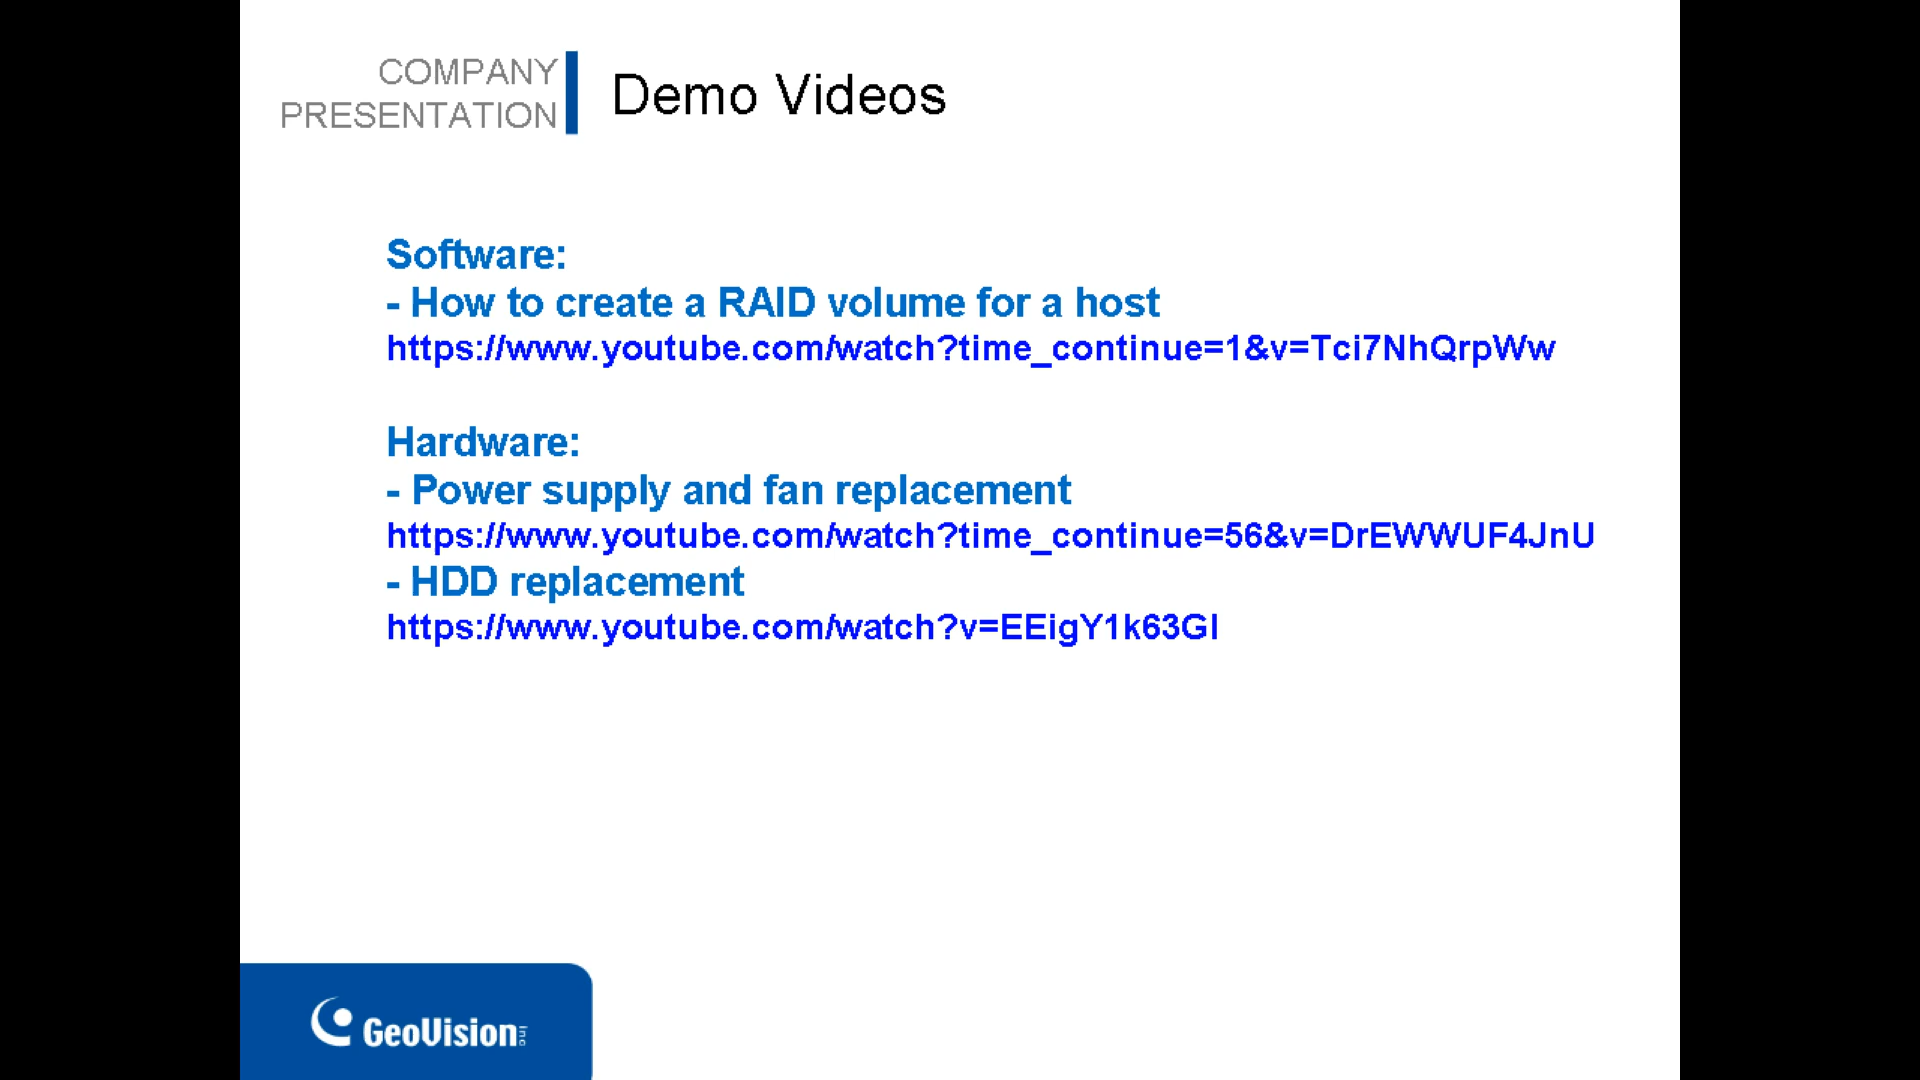 COMPANY
PRESENTATION
Demo Videos
Software:
- How to create a RAID volume for a host
https://www.youtube.com/watch?time_continue=1&v=Tci7NhQrpWw
Hardware:
- Power supply and fan replacement
https://www.youtube.com/watch?time_continue=56&v=DrEWWUF4JnU
- HDD replacement
https://www.youtube.com/watch?v=EEigY1k63GI
GeoVision Inc